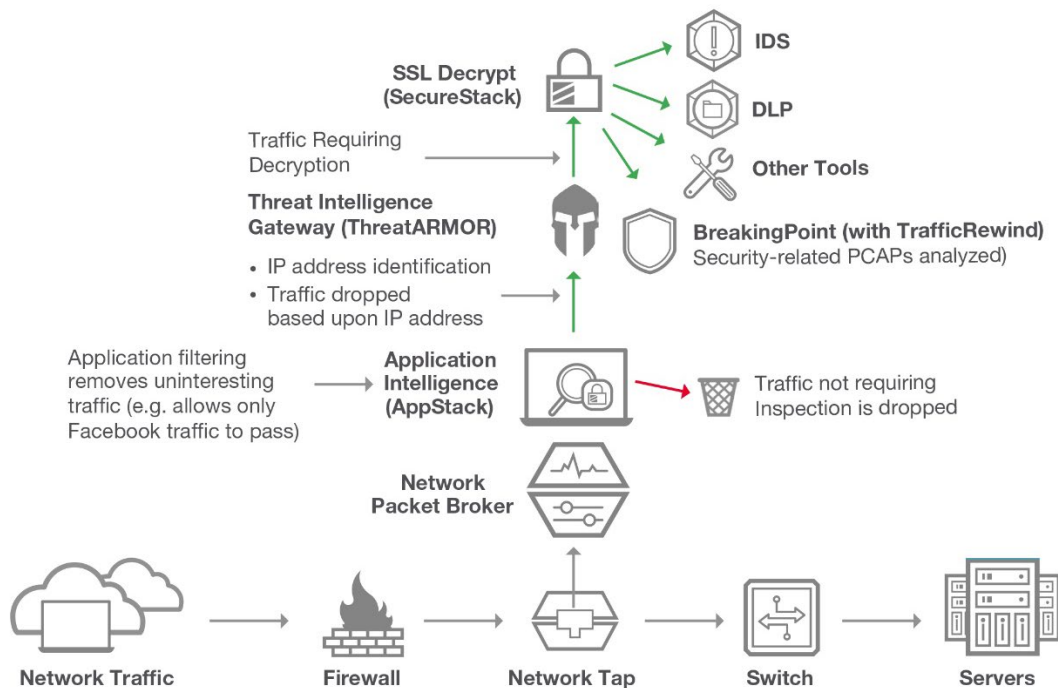 IDS
SSL Decrypt
(SecureStack)
DLP
Traffic Requiring
Decryption
Other Tools
Threat Intelligence
Gateway (ThreatARMOR)
BreakingPoint (with TrafficRewind)
Security-related PCAPs analyzed)
• IP address identification
• Traffic dropped
based upon IP address
Application filtering
removes uninteresting
traffic (e.g. allows only
Facebook traffic to pass)
Application
Intelligence
(AppStack)
Traffic not requiring
Inspection is dropped
Network
Packet Broker
Network Traffic
Firewall
Network Tap
Switch
Servers